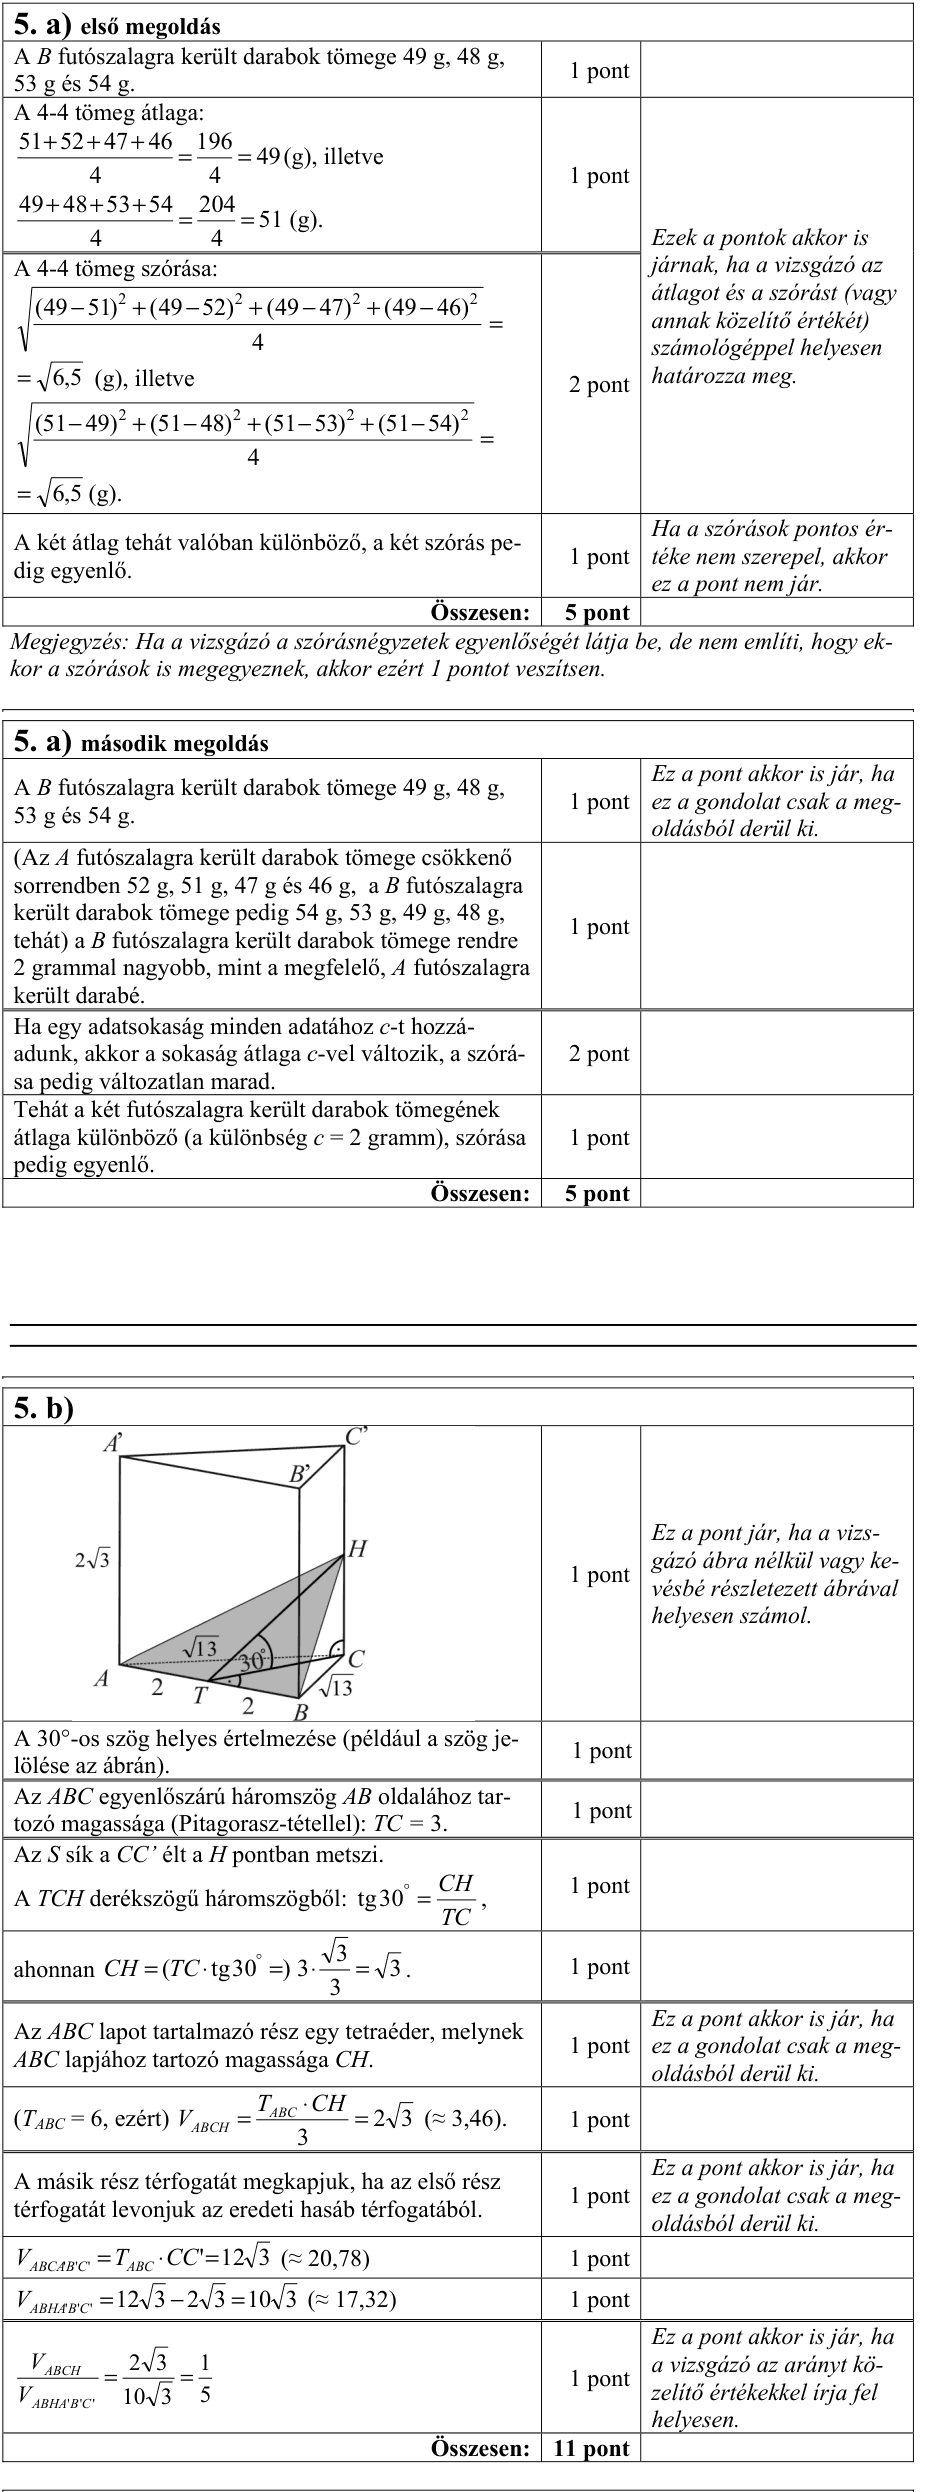 5. a) első megoldás
A B futószalagra került darabok tömege 49 g, 48 g,
53 g és 54 g.
1 pont
A 4-4 tömeg átlaga:
(51+52+47+46)/4 = 196/4 = 49 (g), illetve
(49+48+53+54)/4 = 204/4 = 51 (g).
1 pont
Ezek a pontok akkor is
járnak, ha a vizsgázó az
átlagot és a szórást (vagy
annak közelítő értékét)
számológéppel helyesen
határozza meg.
A 4-4 tömeg szórása:
√(((49−51)² + (49−52)² + (49−47)² + (49−46)²)/4) =
= √6,5 (g), illetve
√(((51−49)² + (51−48)² + (51−53)² + (51−54)²)/4) =
= √6,5 (g).
2 pont
A két átlag tehát valóban különböző, a két szórás pe-
dig egyenlő.
1 pont
Ha a szórások pontos ér-
téke nem szerepel, akkor
ez a pont nem jár.
Összesen: 5 pont
Megjegyzés: Ha a vizsgázó a szórásnégyzetek egyenlőségét látja be, de nem említi, hogy ek-
kor a szórások is megegyeznek, akkor ezért 1 pontot veszítsen.
5. a) második megoldás
A B futószalagra került darabok tömege 49 g, 48 g,
53 g és 54 g.
1 pont
Ez a pont akkor is jár, ha
ez a gondolat csak a meg-
oldásból derül ki.
(Az A futószalagra került darabok tömege csökkenő
sorrendben 52 g, 51 g, 47 g és 46 g, a B futószalagra
került darabok tömege pedig 54 g, 53 g, 49 g, 48 g,
tehát) a B futószalagra került darabok tömege rendre
2 grammal nagyobb, mint a megfelelő, A futószalagra
került darabé.
1 pont
Ha egy adatsokaság minden adatához c-t hozzá-
adunk, akkor a sokaság átlaga c-vel változik, a szórá-
sa pedig változatlan marad.
2 pont
Tehát a két futószalagra került darabok tömegének
átlaga különböző (a különbség c = 2 gramm), szórása
pedig egyenlő.
1 pont
Összesen: 5 pont
5. b)
A'
C'
B'
2√3
H
√13
30°
C
A
2
T
2
B
√13
1 pont
Ez a pont jár, ha a vizs-
gázó ábra nélkül vagy ke-
vésbé részletezett ábrával
helyesen számol.
A 30°-os szög helyes értelmezése (például a szög je-
lölése az ábrán).
1 pont
Az ABC egyenlőszárú háromszög AB oldalához tar-
tozó magassága (Pitagorasz-tétellel): TC = 3.
1 pont
Az S sík a CC' élt a H pontban metszi.
A TCH derékszögű háromszögből: tg30° = CH/TC ,
1 pont
ahonnan CH = (TC · tg30° =) 3 · √3/3 = √3 .
1 pont
Az ABC lapot tartalmazó rész egy tetraéder, melynek
ABC lapjához tartozó magassága CH.
1 pont
Ez a pont akkor is jár, ha
ez a gondolat csak a meg-
oldásból derül ki.
(T_ABC = 6, ezért) V_ABCH = (T_ABC · CH)/3 = 2√3 (≈ 3,46).
1 pont
A másik rész térfogatát megkapjuk, ha az első rész
térfogatát levonjuk az eredeti hasáb térfogatából.
1 pont
Ez a pont akkor is jár, ha
ez a gondolat csak a meg-
oldásból derül ki.
V_ABCA'B'C' = T_ABC · CC' = 12√3 (≈ 20,78)
1 pont
V_ABHA'B'C' = 12√3 − 2√3 = 10√3 (≈ 17,32)
1 pont
V_ABCH/V_ABHA'B'C' = 2√3/10√3 = 1/5
1 pont
Ez a pont akkor is jár, ha
a vizsgázó az arányt kö-
zelítő értékekkel írja fel
helyesen.
Összesen: 11 pont